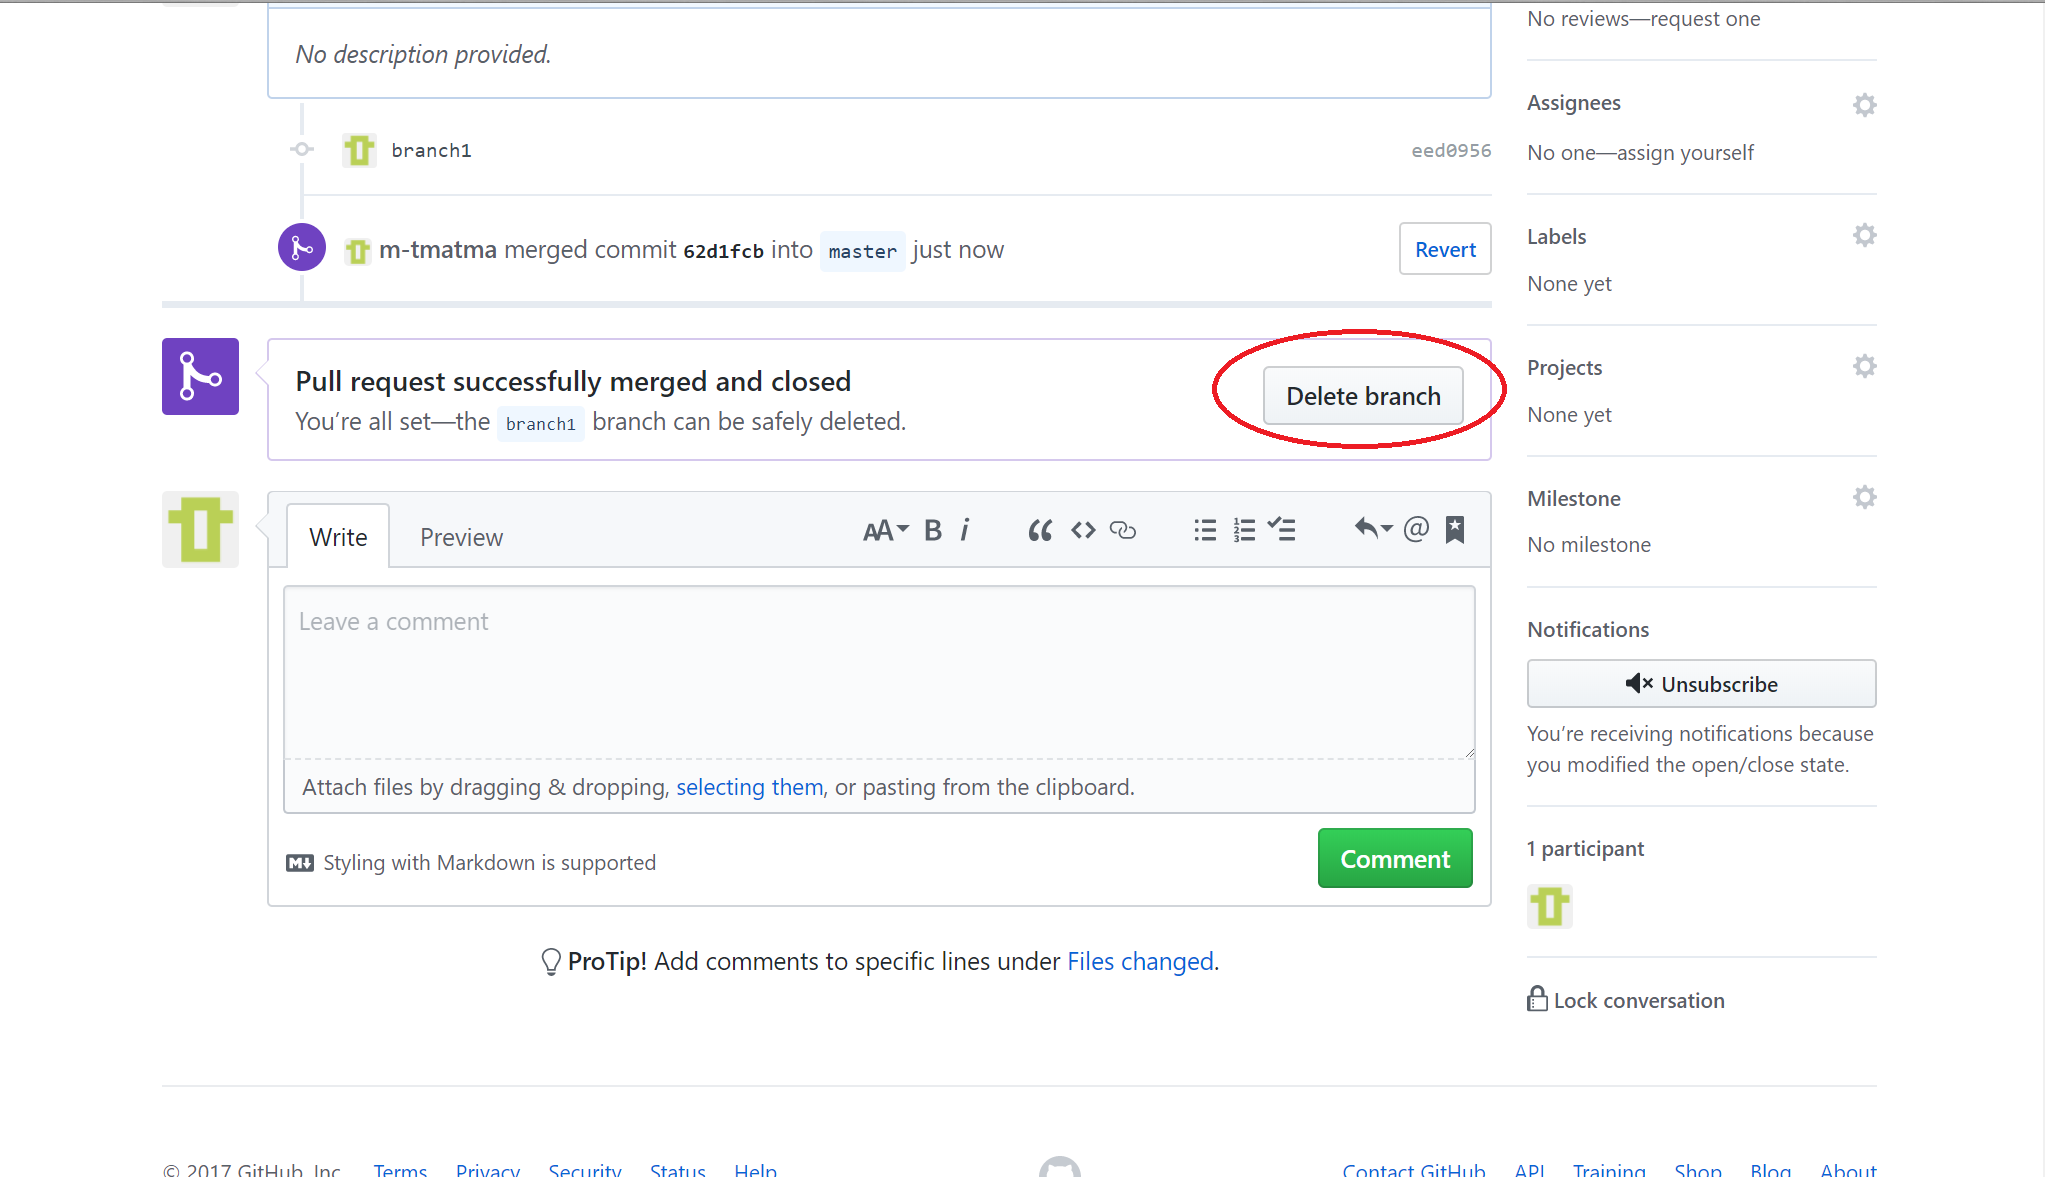 No description provided.
branch1
eed0956
m-tmatma merged commit 62d1fcb into master just now
Revert
Pull request successfully merged and closed
You’re all set—the branch1 branch can be safely deleted.
Delete branch
Write
Preview
Leave a comment
Attach files by dragging & dropping, selecting them, or pasting from the clipboard.
Styling with Markdown is supported
Comment
ProTip! Add comments to specific lines under Files changed.
No reviews—request one
Assignees
No one—assign yourself
Labels
None yet
Projects
None yet
Milestone
No milestone
Notifications
Unsubscribe
You’re receiving notifications because
you modified the open/close state.
1 participant
Lock conversation
© 2017 GitHub, Inc. Terms Privacy Security Status Help
Contact GitHub API Training Shop Blog About